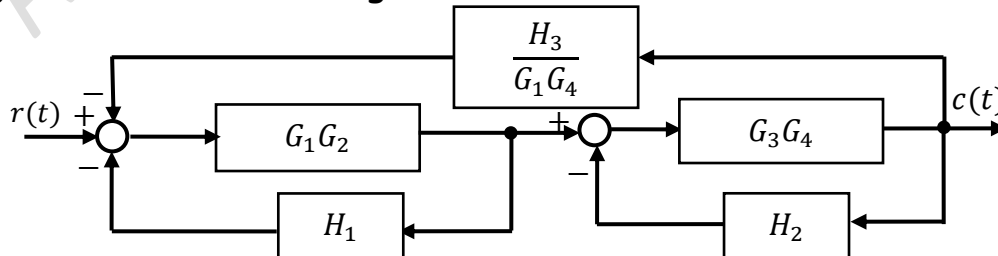 H₃
G₁G₄
−
r(t) +
c(t)
G₁G₂
+
G₃G₄
−
−
H₁
H₂